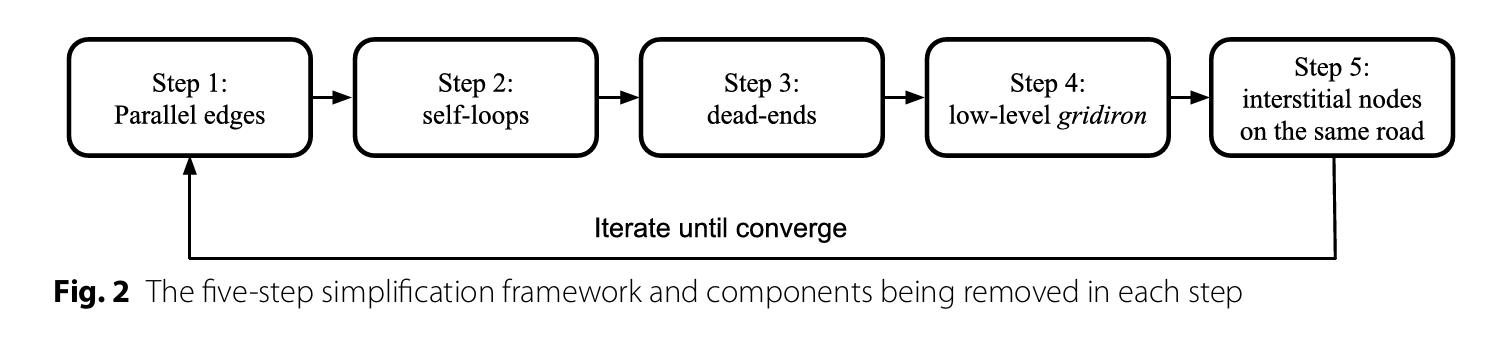 Step 1:
Parallel edges
Step 2:
self-loops
Step 3:
dead-ends
Step 4:
low-level gridiron
Step 5:
interstitial nodes
on the same road
Iterate until converge
Fig. 2 The five-step simplification framework and components being removed in each step